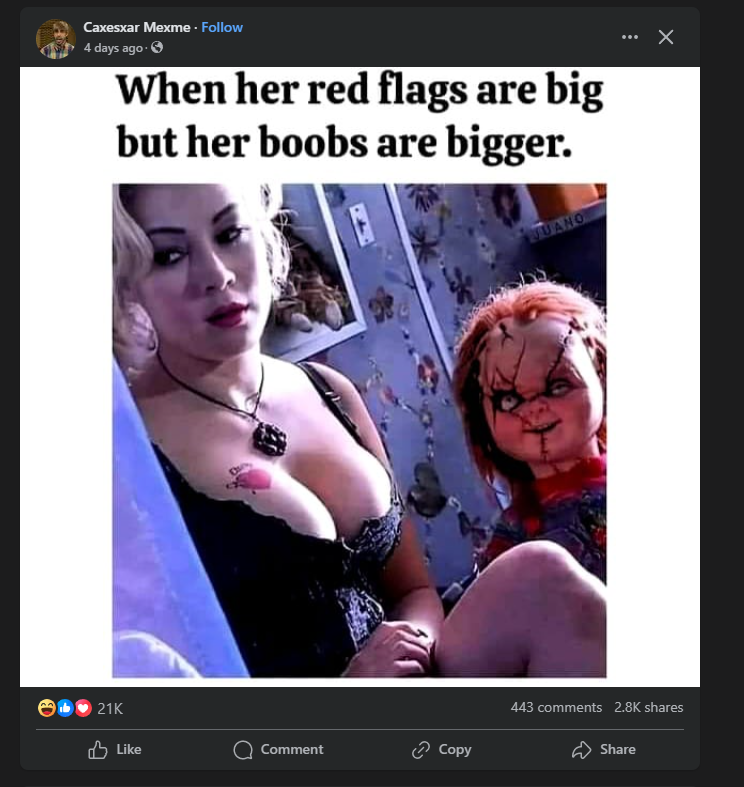 Caxesxar Mexme · Follow
4 days ago ·
When her red flags are big
but her boobs are bigger.
JUANO
Chucky
21K
443 comments 2.8K shares
Like Comment Copy Share